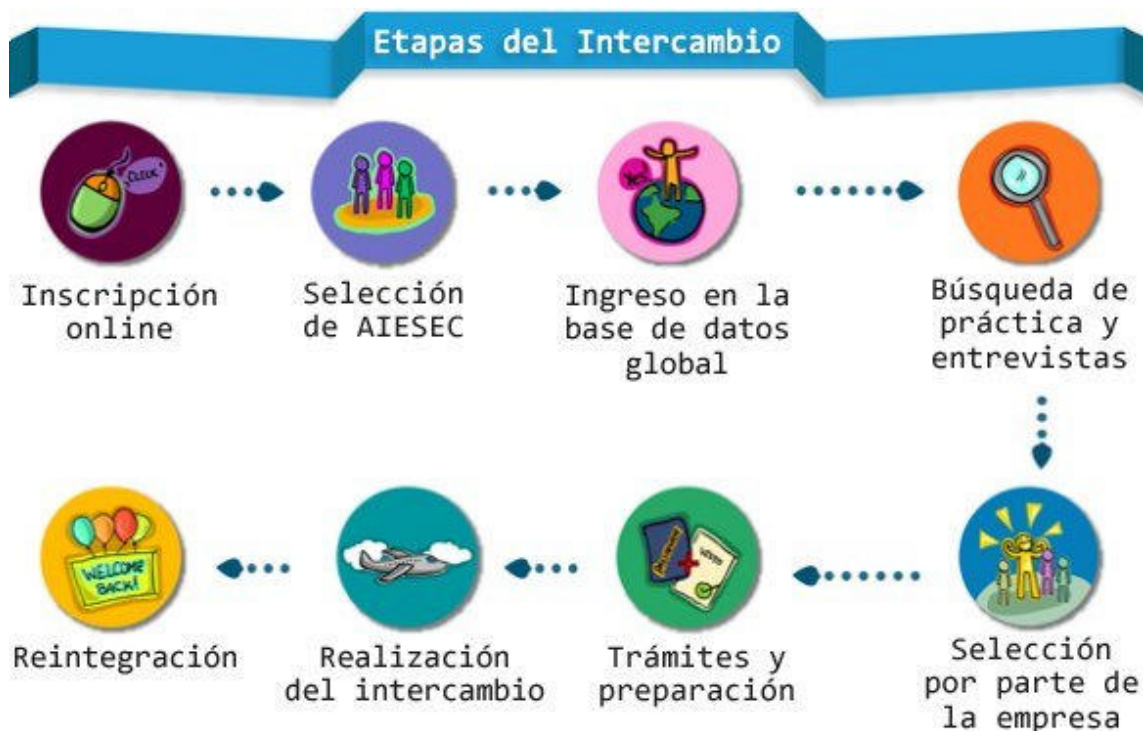 Etapas del Intercambio
CLICK
Inscripción
online
Selección
de AIESEC
Ingreso en la
base de datos
global
Búsqueda de
práctica y
entrevistas
WELCOME
BACK!
Reintegración
Realización
del intercambio
Trámites y
preparación
Selección
por parte de
la empresa